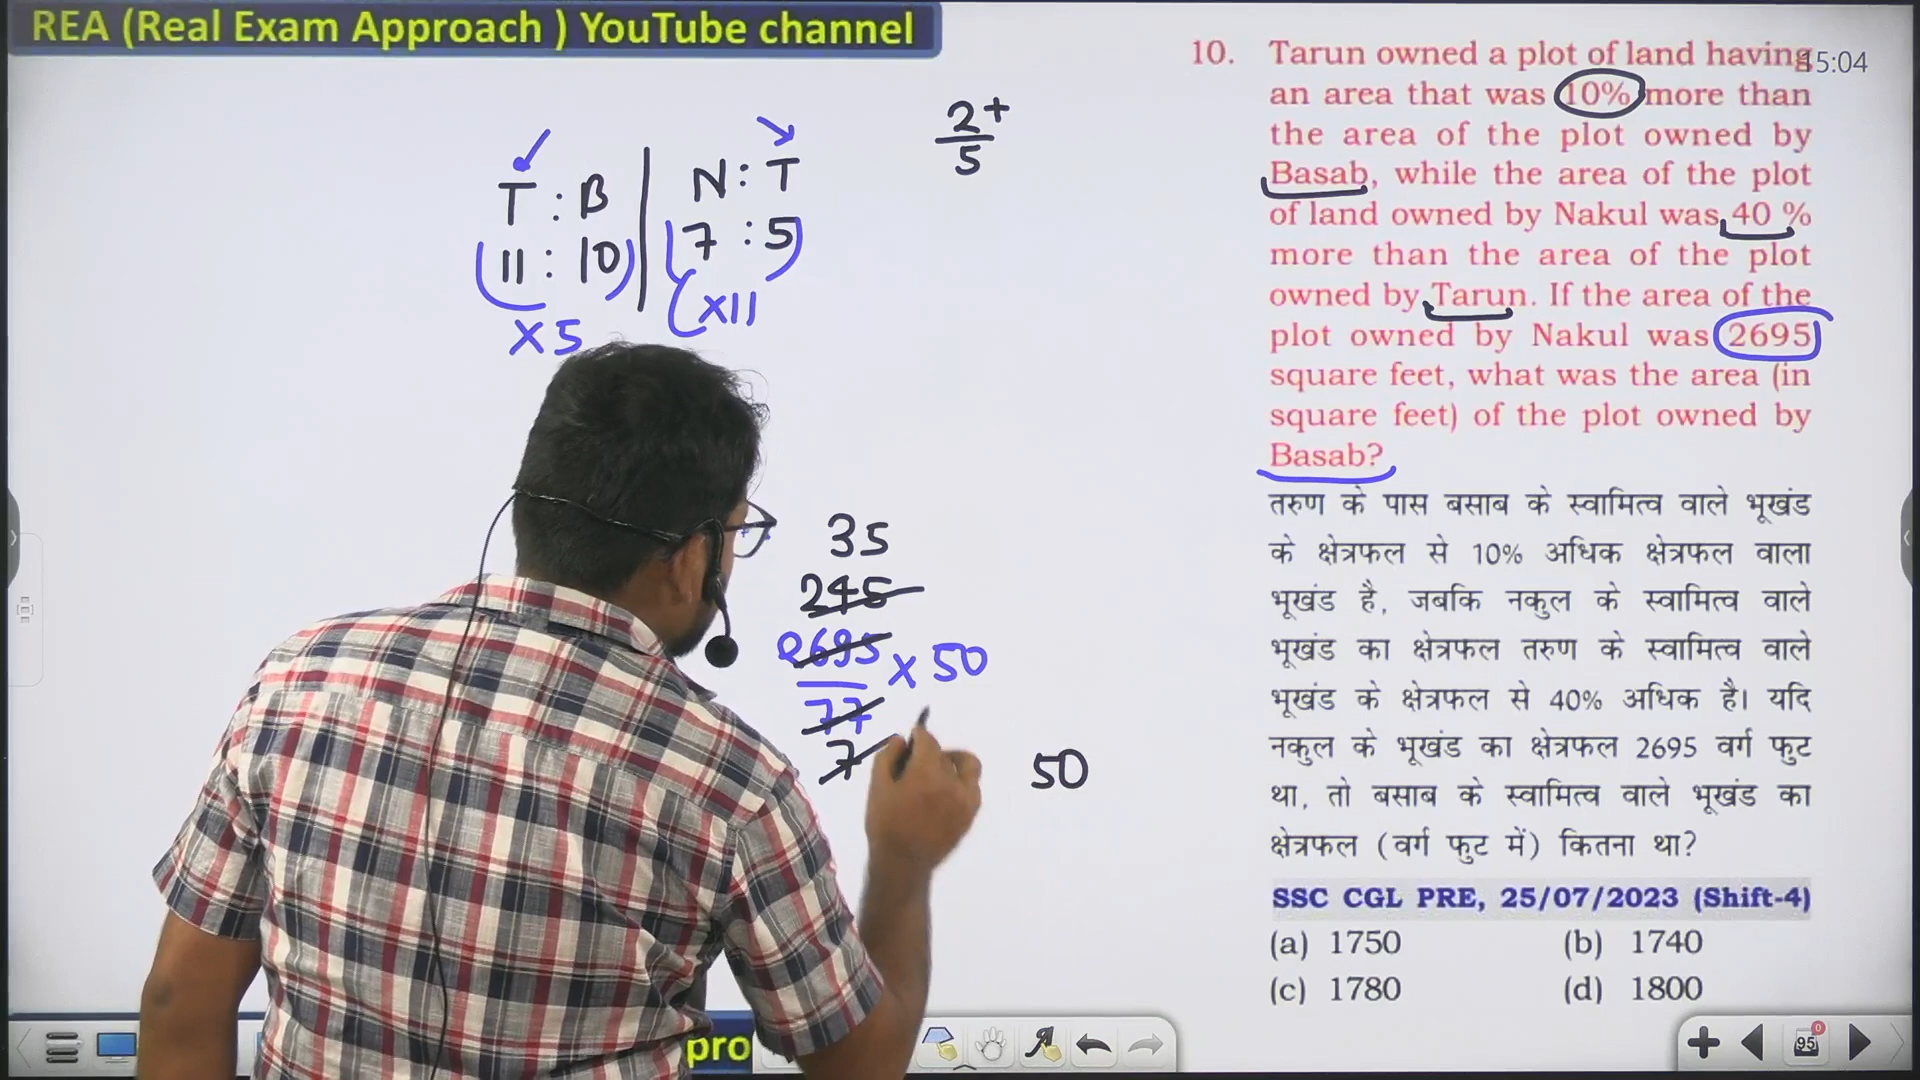 REA (Real Exam Approach ) YouTube channel
15:04
2+
5
T : B
11 : 10
×5
N : T
7 : 5
×11
35
245
2695 × 50
77
7
50
10. Tarun owned a plot of land having
an area that was 10% more than
the area of the plot owned by
Basab, while the area of the plot
of land owned by Nakul was 40 %
more than the area of the plot
owned by Tarun. If the area of the
plot owned by Nakul was 2695
square feet, what was the area (in
square feet) of the plot owned by
Basab?
तरुण के पास बसाब के स्वामित्व वाले भूखंड
के क्षेत्रफल से 10% अधिक क्षेत्रफल वाला
भूखंड है, जबकि नकुल के स्वामित्व वाले
भूखंड का क्षेत्रफल तरुण के स्वामित्व वाले
भूखंड के क्षेत्रफल से 40% अधिक है। यदि
नकुल के भूखंड का क्षेत्रफल 2695 वर्ग फुट
था, तो बसाब के स्वामित्व वाले भूखंड का
क्षेत्रफल (वर्ग फुट में) कितना था?
SSC CGL PRE, 25/07/2023 (Shift-4)
(a) 1750 (b) 1740
(c) 1780 (d) 1800
pro
0
95